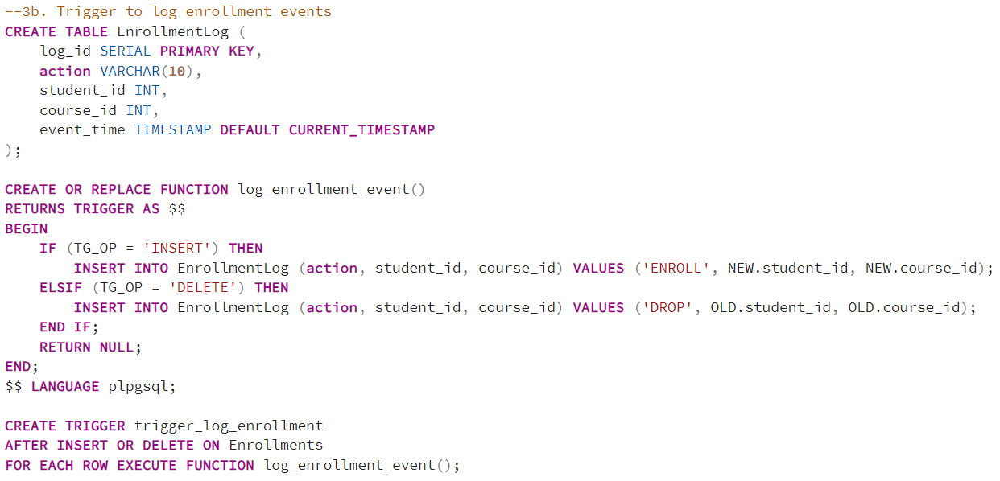 --3b. Trigger to log enrollment events
CREATE TABLE EnrollmentLog (
    log_id SERIAL PRIMARY KEY,
    action VARCHAR(10),
    student_id INT,
    course_id INT,
    event_time TIMESTAMP DEFAULT CURRENT_TIMESTAMP
);

CREATE OR REPLACE FUNCTION log_enrollment_event()
RETURNS TRIGGER AS $$
BEGIN
    IF (TG_OP = 'INSERT') THEN
        INSERT INTO EnrollmentLog (action, student_id, course_id) VALUES ('ENROLL', NEW.student_id, NEW.course_id);
    ELSIF (TG_OP = 'DELETE') THEN
        INSERT INTO EnrollmentLog (action, student_id, course_id) VALUES ('DROP', OLD.student_id, OLD.course_id);
    END IF;
    RETURN NULL;
END;
$$ LANGUAGE plpgsql;

CREATE TRIGGER trigger_log_enrollment
AFTER INSERT OR DELETE ON Enrollments
FOR EACH ROW EXECUTE FUNCTION log_enrollment_event();